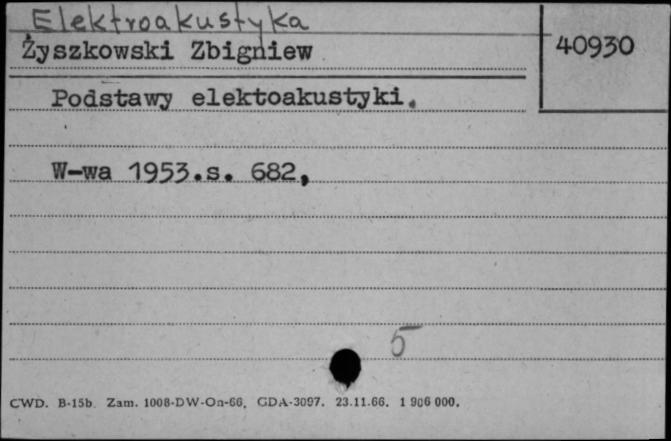 Elektroakustyka
Żyszkowski Zbigniew
40930
Podstawy elektoakustyki.
W-wa 1953.s. 682,
5
CWD. B-15b. Zam. 1008-DW-On-66. GDA-3097. 23.11.66. 1 906 000.